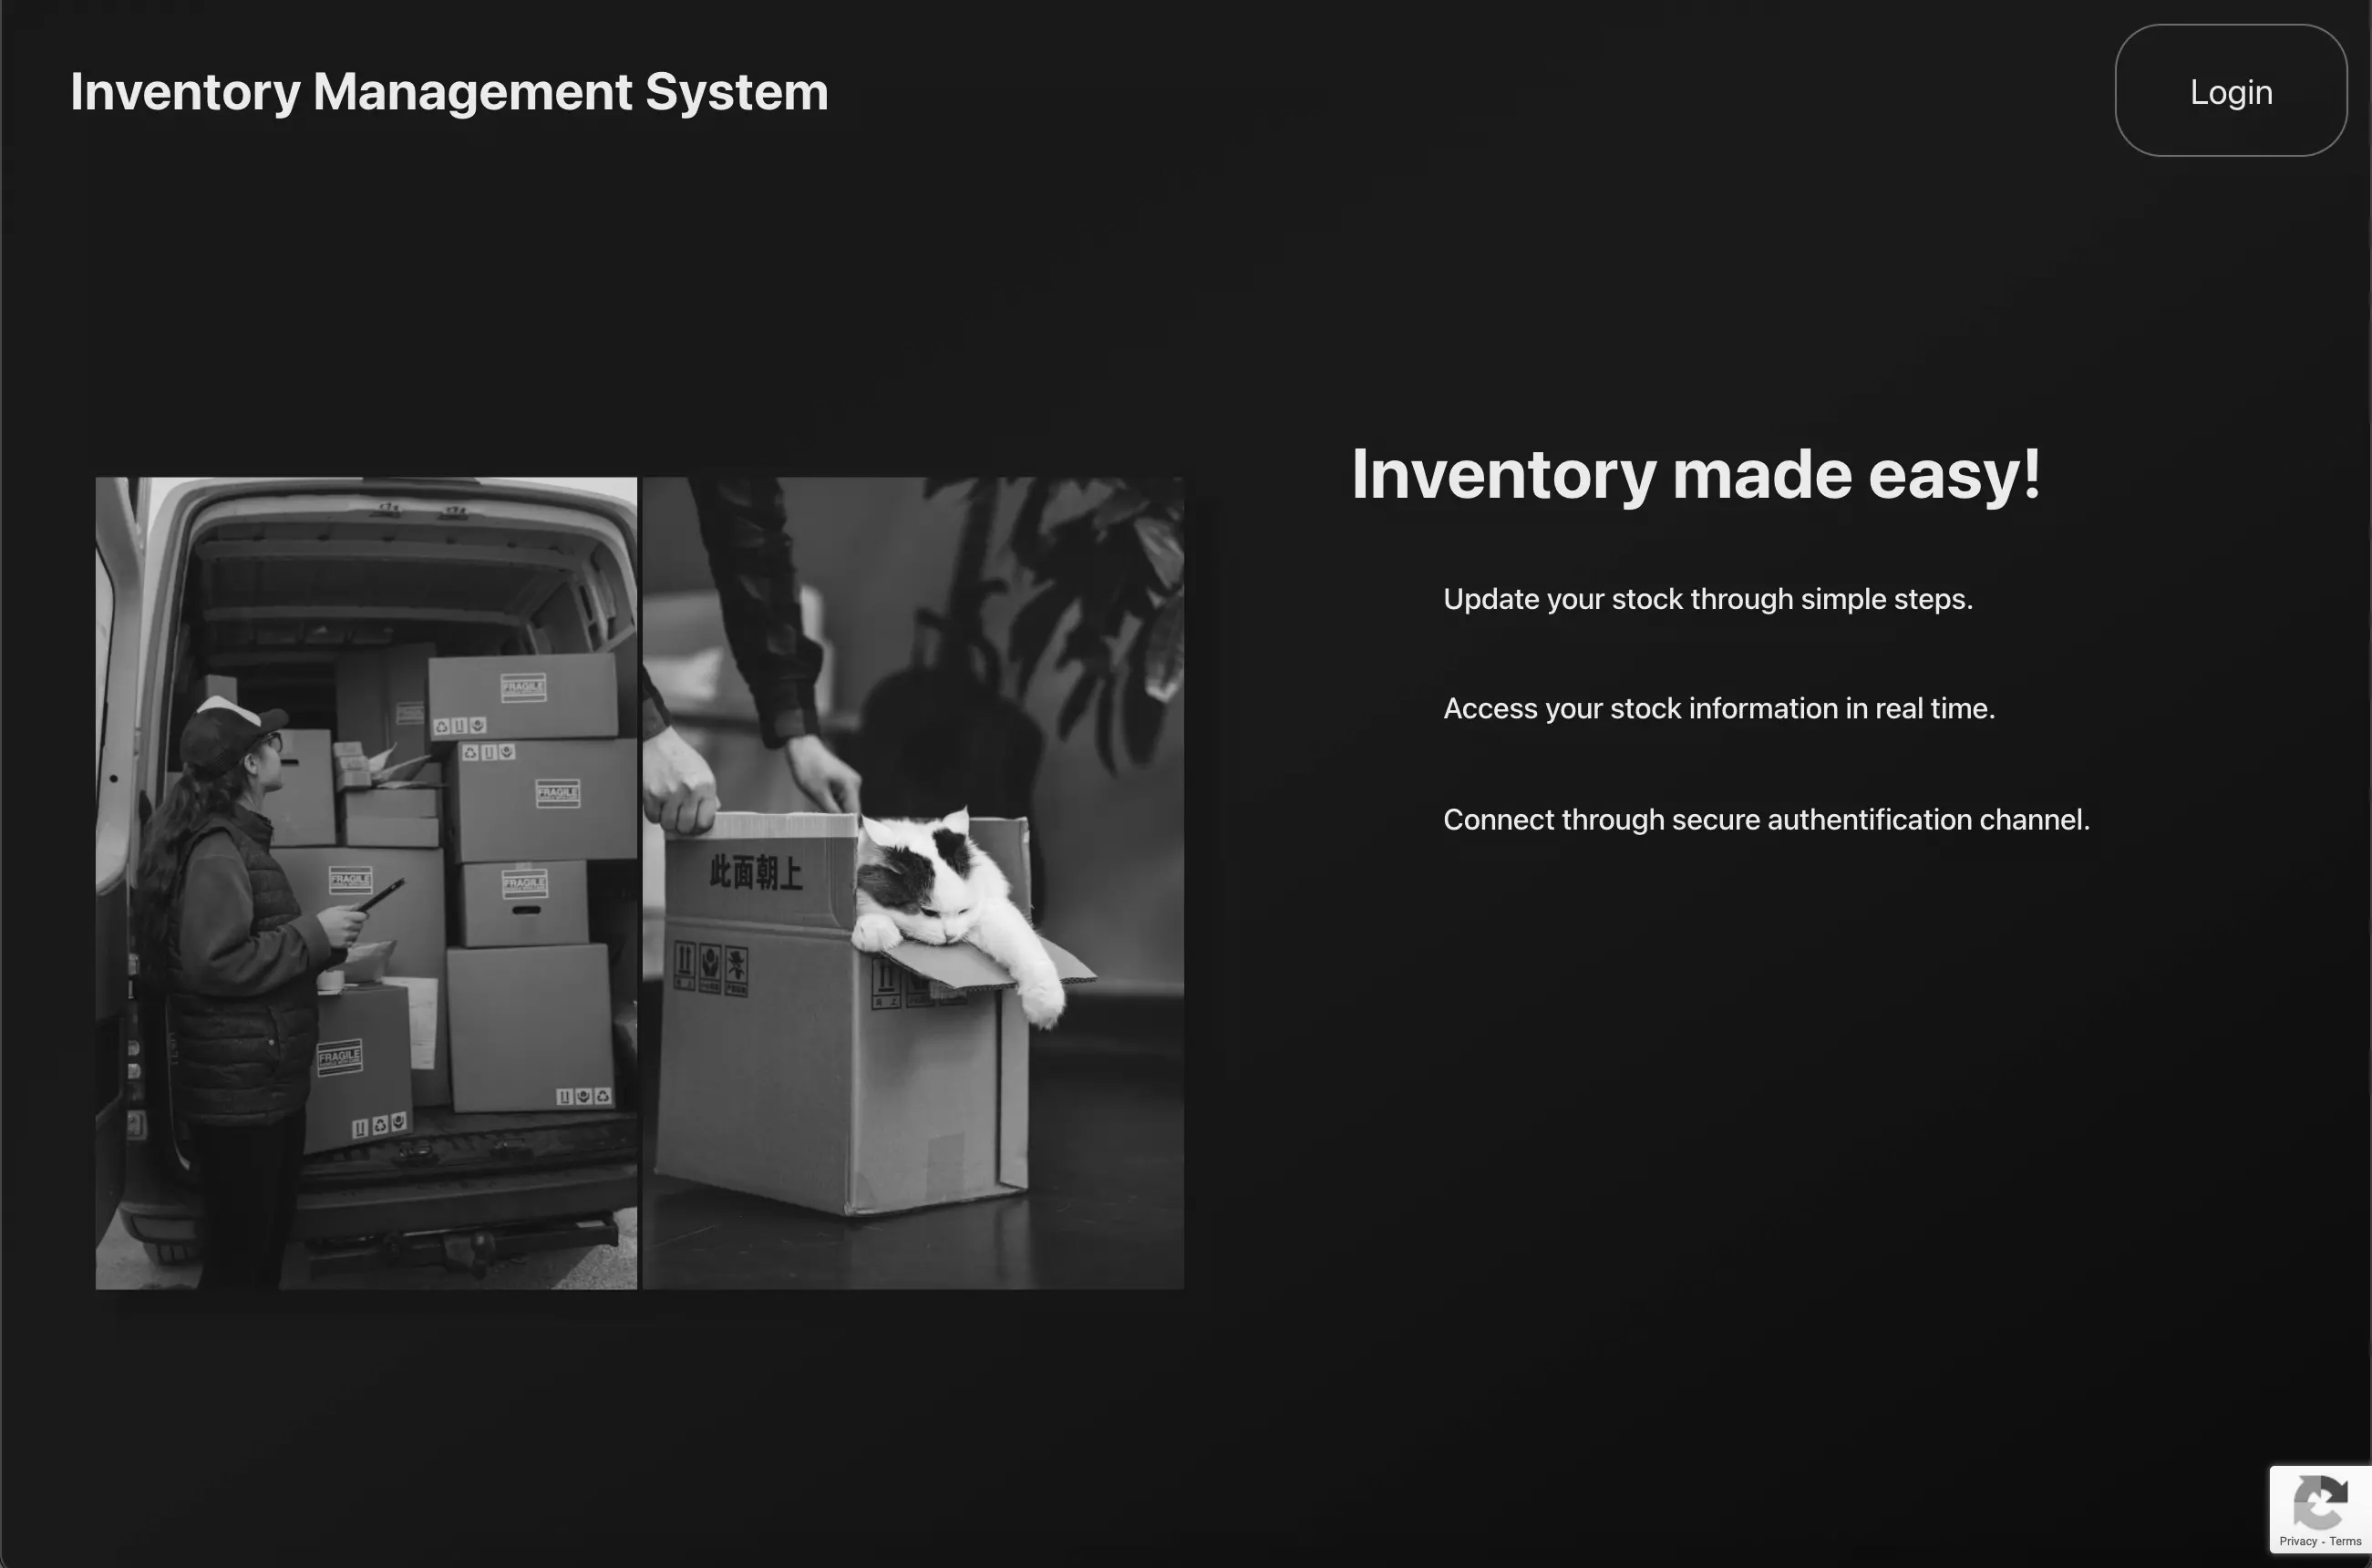 Inventory Management System
Login
Inventory made easy!
Update your stock through simple steps.
Access your stock information in real time.
Connect through secure authentification channel.
FRAGILE
FRAGILE
FRAGILE
FRAGILE
FRAGILE
此面朝上
Privacy - Terms